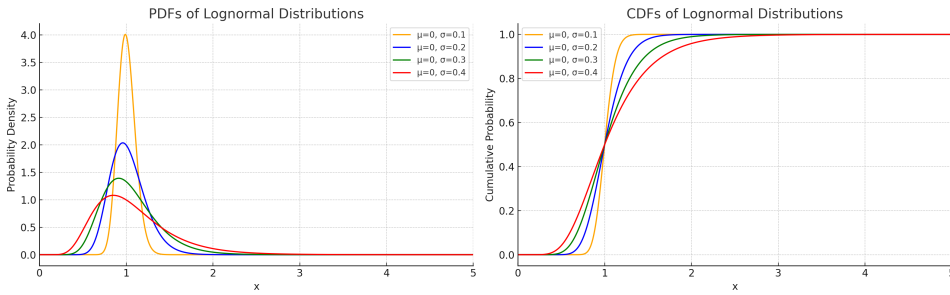 PDFs of Lognormal Distributions
4.0
3.5
3.0
2.5
2.0
1.5
1.0
0.5
0.0
Probability Density
0 1 2 3 4 5
x
μ=0, σ=0.1
μ=0, σ=0.2
μ=0, σ=0.3
μ=0, σ=0.4
CDFs of Lognormal Distributions
1.0
0.8
0.6
0.4
0.2
0.0
Cumulative Probability
0 1 2 3 4 5
x
μ=0, σ=0.1
μ=0, σ=0.2
μ=0, σ=0.3
μ=0, σ=0.4